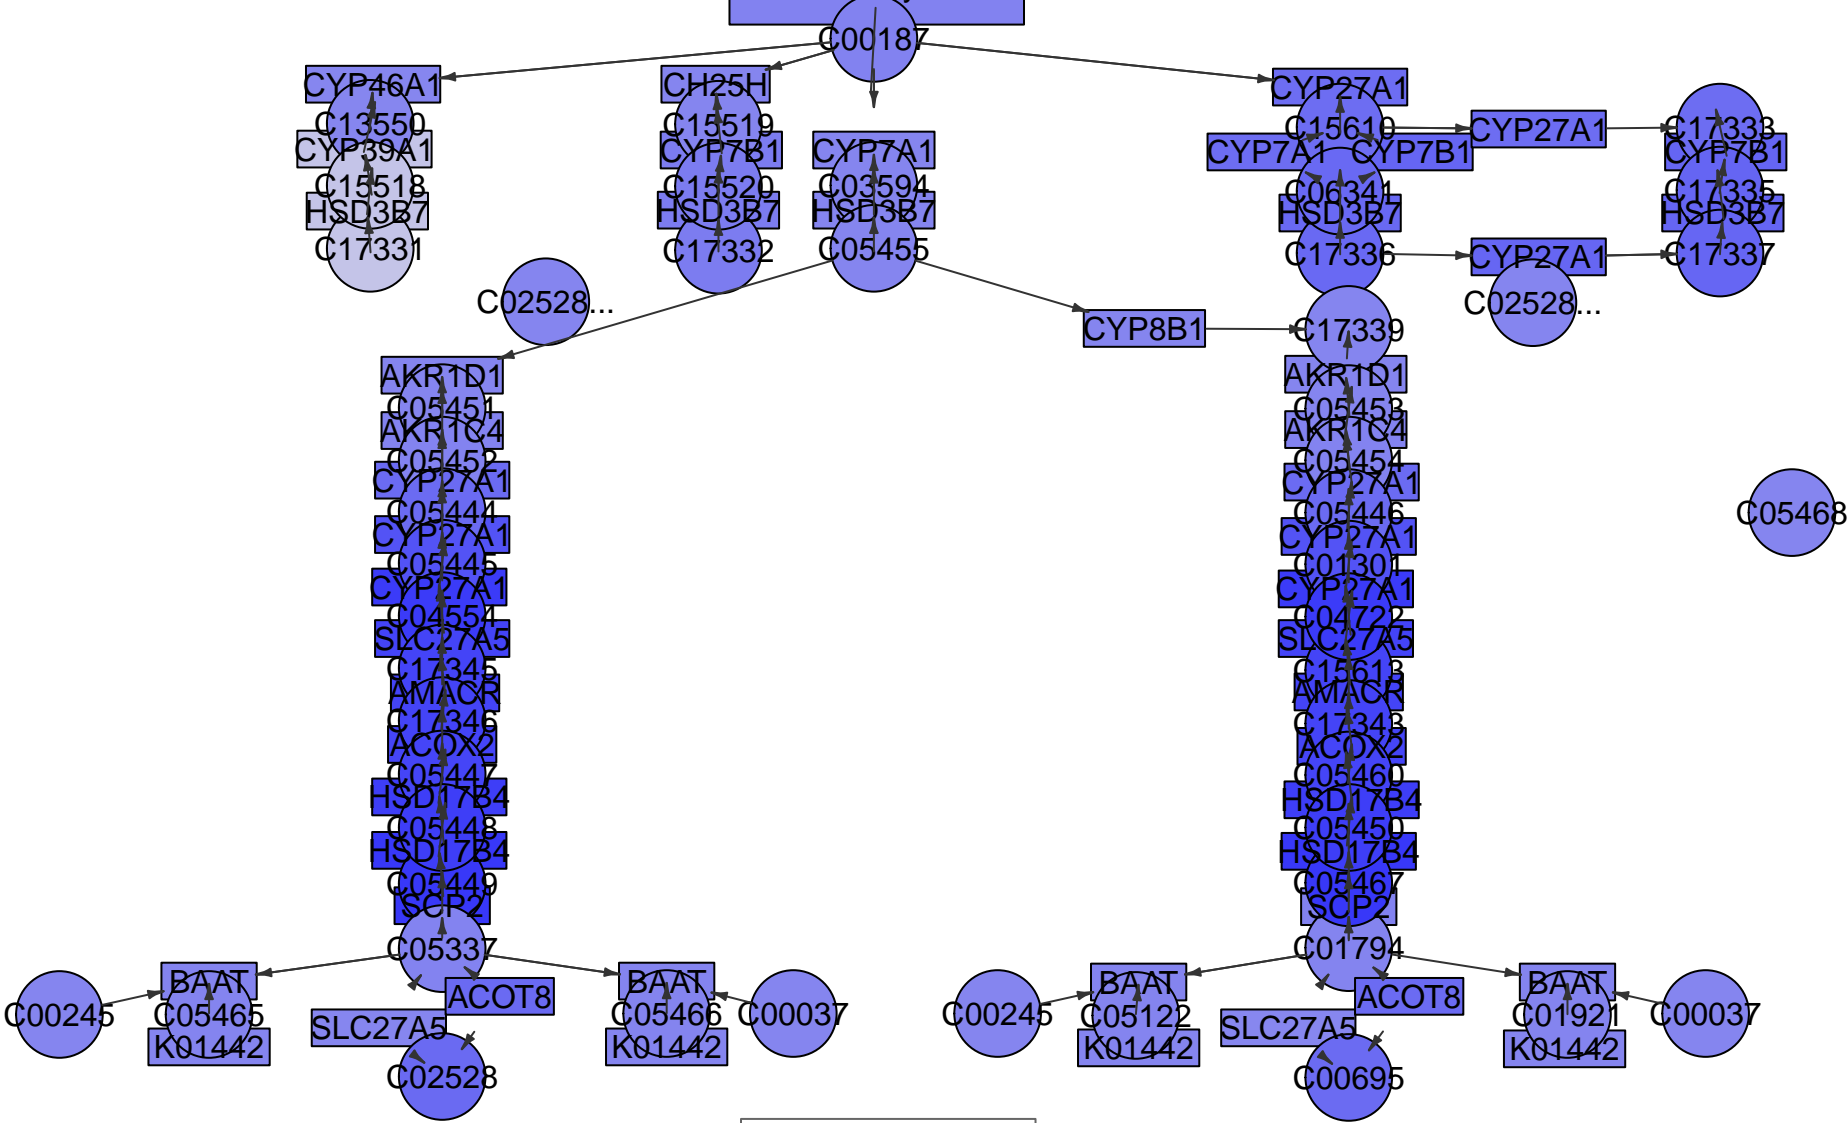 C00187
CYP46A1
CH25H
CYP27A1
C13550
C15519
C15610
CYP27A1
C17333
CYP39A1
CYP7B1
CYP7A1
CYP7A1
CYP7B1
CYP7B1
C15518
C15520
C03594
C06341
C17335
HSD3B7
HSD3B7
HSD3B7
HSD3B7
HSD3B7
C17331
C17332
C05455
C17336
CYP27A1
C17337
C02528...
C02528...
CYP8B1
C17339
AKR1D1
AKR1D1
C05451
C05453
AKR1C4
AKR1C4
C05452
C05454
CYP27A1
CYP27A1
C05444
C05446
C05468
CYP27A1
CYP27A1
C05445
C01301
CYP27A1
CYP27A1
C04554
C04722
SLC27A5
SLC27A5
C17345
C15613
AMACR
AMACR
C17346
C17343
ACOX2
ACOX2
C05447
C05460
HSD17B4
HSD17B4
C05448
C05450
HSD17B4
HSD17B4
C05449
C05467
SCP2
SCP2
C05337
C01794
BAAT
BAAT
BAAT
BAAT
ACOT8
ACOT8
C00245
C05465
C05466
C00037
C00245
C05122
C01921
C00037
SLC27A5
SLC27A5
K01442
K01442
K01442
K01442
C02528
C00695